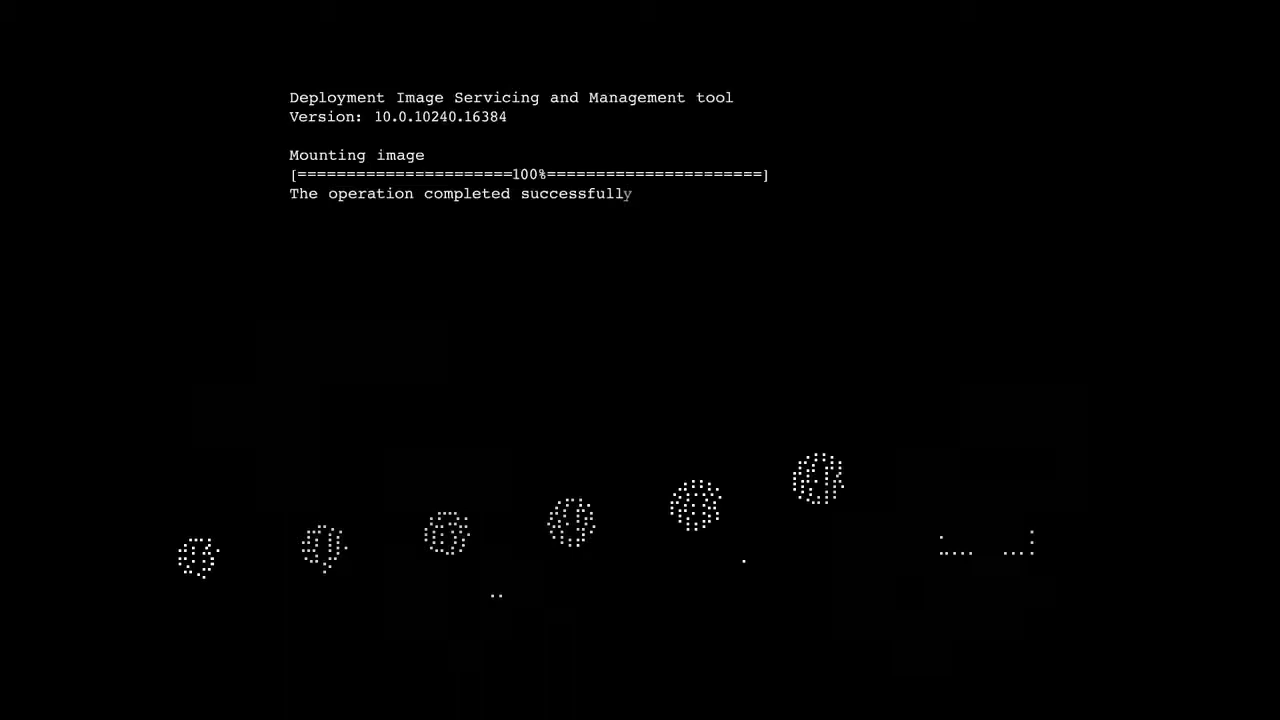 Deployment Image Servicing and Management tool
Version: 10.0.10240.16384
Mounting image
[======================100%======================]
The operation completed successfully